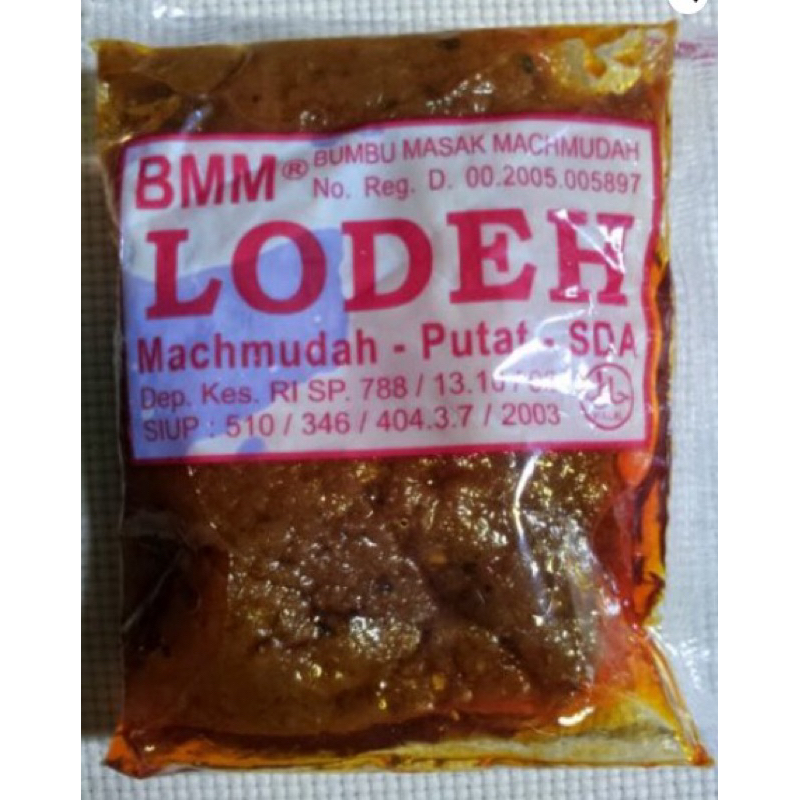 BMM® BUMBU MASAK MACHMUDAH
No. Reg. D. 00.2005.005897
LODEH
Machmudah - Putat - SDA
Dep. Kes. RI SP. 788 / 13.10 /
SIUP : 510 / 346 / 404.3.7 / 2003